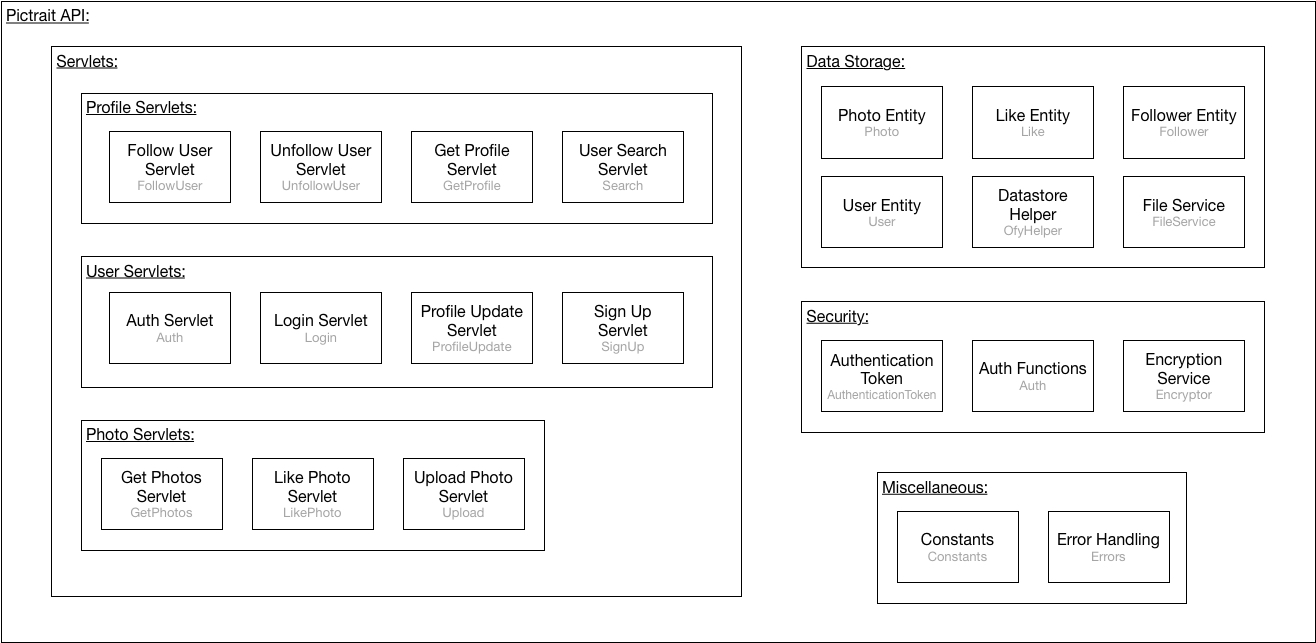 Pictrait API:
Servlets:
Profile Servlets:
Follow User
Servlet
FollowUser
Unfollow User
Servlet
UnfollowUser
Get Profile
Servlet
GetProfile
User Search
Servlet
Search
User Servlets:
Auth Servlet
Auth
Login Servlet
Login
Profile Update
Servlet
ProfileUpdate
Sign Up
Servlet
SignUp
Photo Servlets:
Get Photos
Servlet
GetPhotos
Like Photo
Servlet
LikePhoto
Upload Photo
Servlet
Upload
Data Storage:
Photo Entity
Photo
Like Entity
Like
Follower Entity
Follower
User Entity
User
Datastore
Helper
OfyHelper
File Service
FileService
Security:
Authentication
Token
AuthenticationToken
Auth Functions
Auth
Encryption
Service
Encryptor
Miscellaneous:
Constants
Constants
Error Handling
Errors